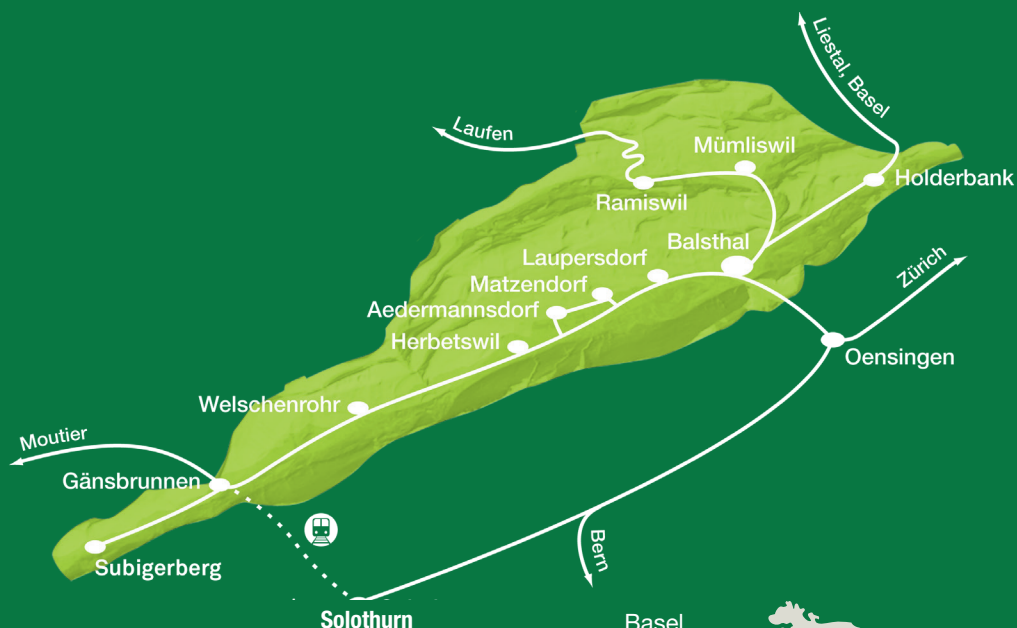 Liestal, Basel
Laufen
Mümliswil
Holderbank
Ramiswil
Balsthal
Laupersdorf
Zürich
Matzendorf
Aedermannsdorf
Herbetswil
Oensingen
Welschenrohr
Moutier
Gänsbrunnen
Bern
Subigerberg
Solothurn
Basel